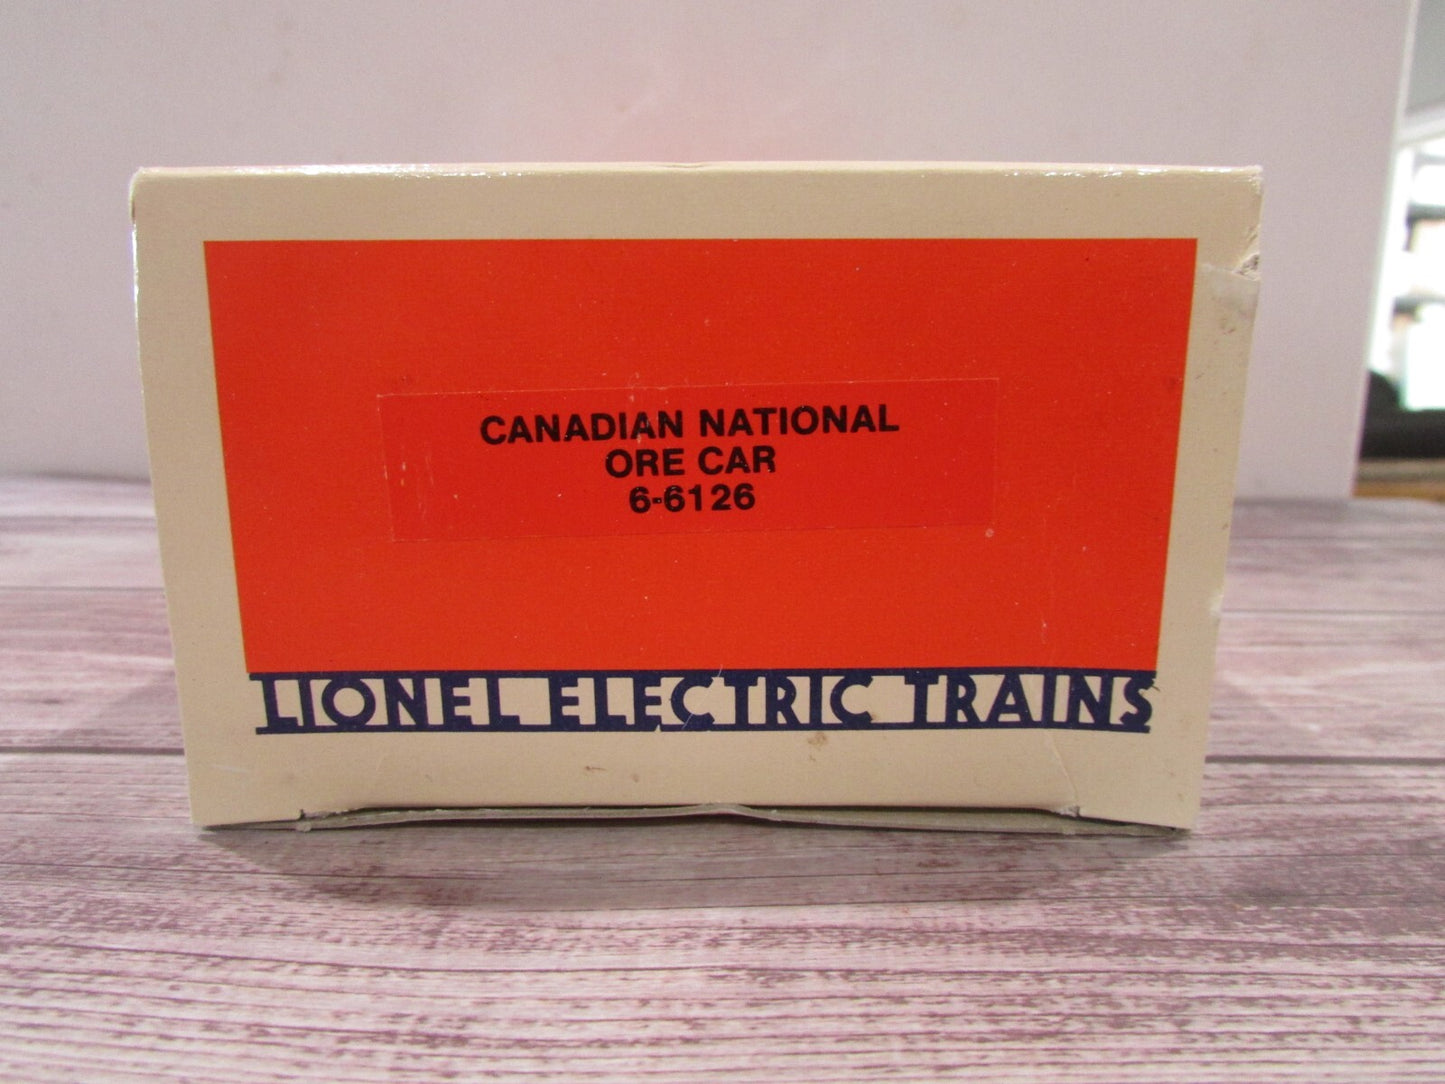 CANADIAN NATIONAL
ORE CAR
6-6126
LIONEL ELECTRIC TRAINS